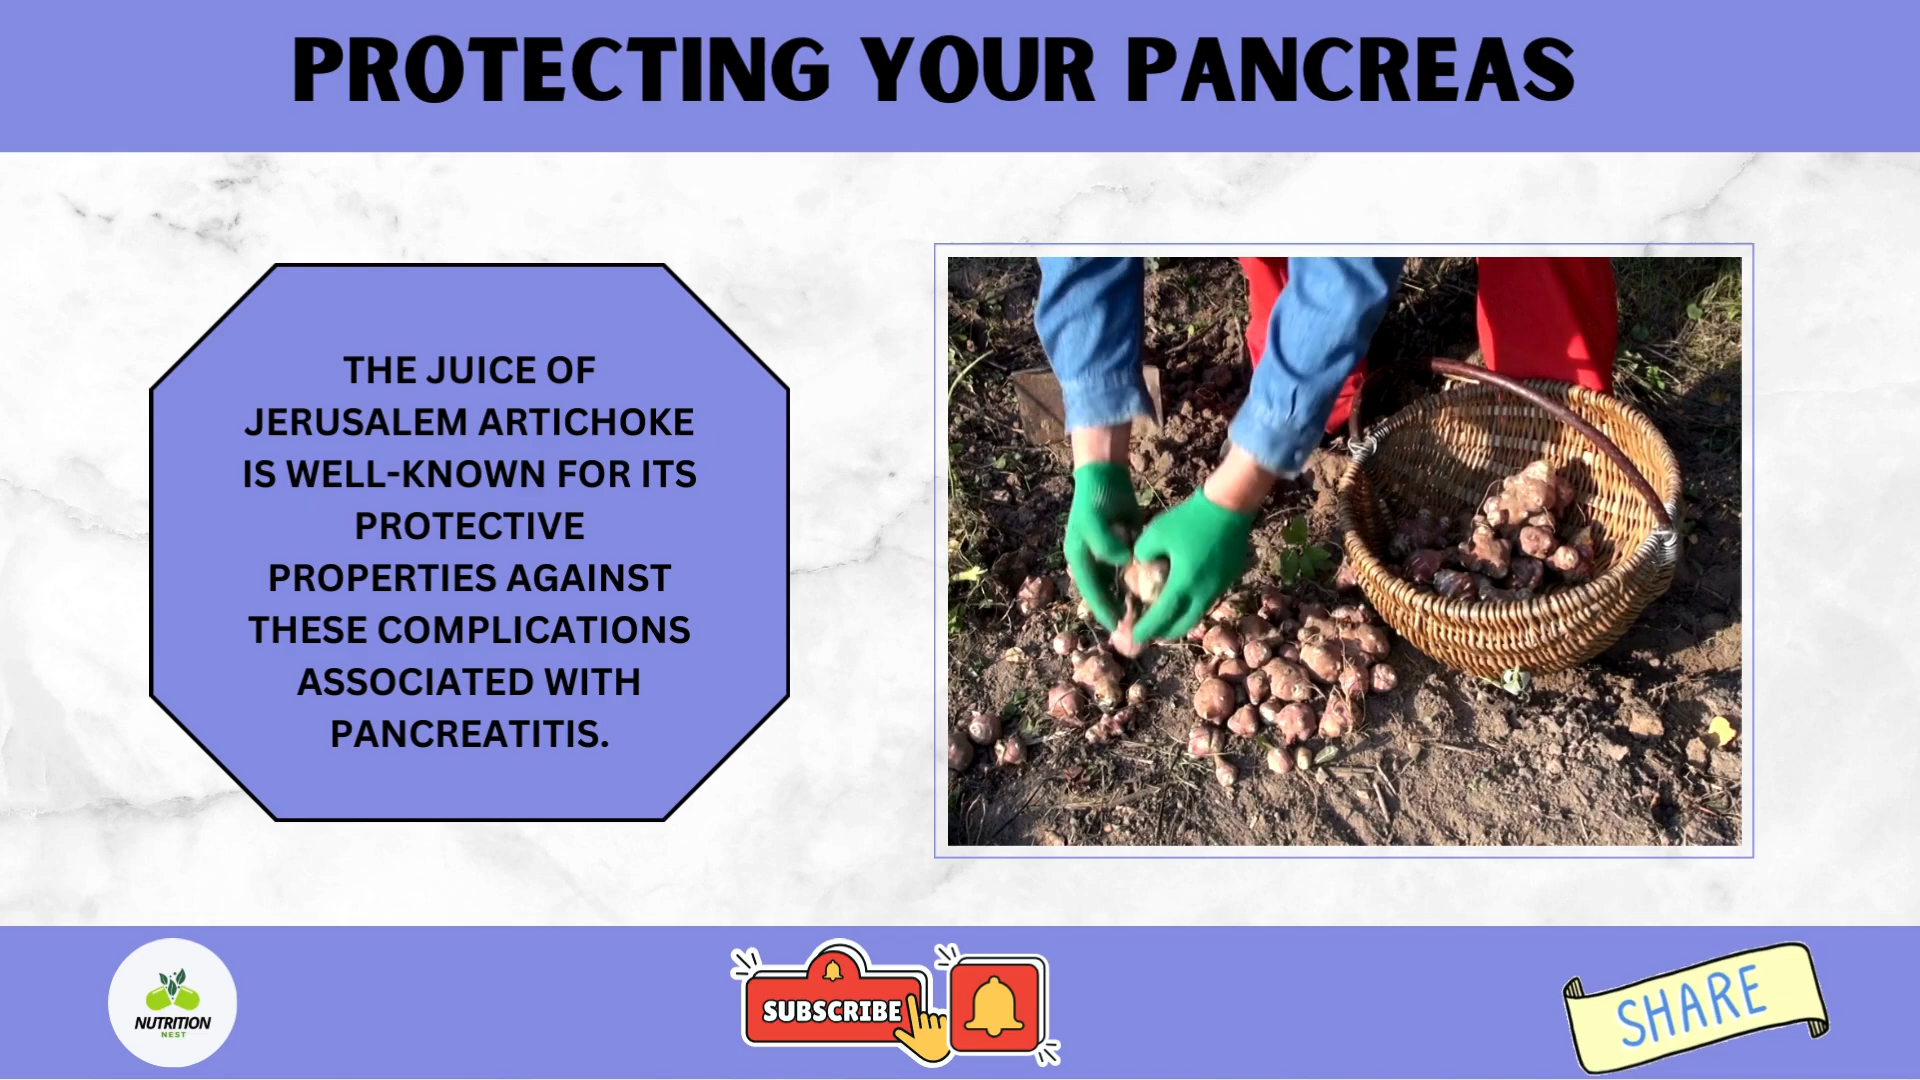 PROTECTING YOUR PANCREAS
THE JUICE OF
JERUSALEM ARTICHOKE
IS WELL-KNOWN FOR ITS
PROTECTIVE
PROPERTIES AGAINST
THESE COMPLICATIONS
ASSOCIATED WITH
PANCREATITIS.
NUTRITION
NEST
SUBSCRIBE
SHARE